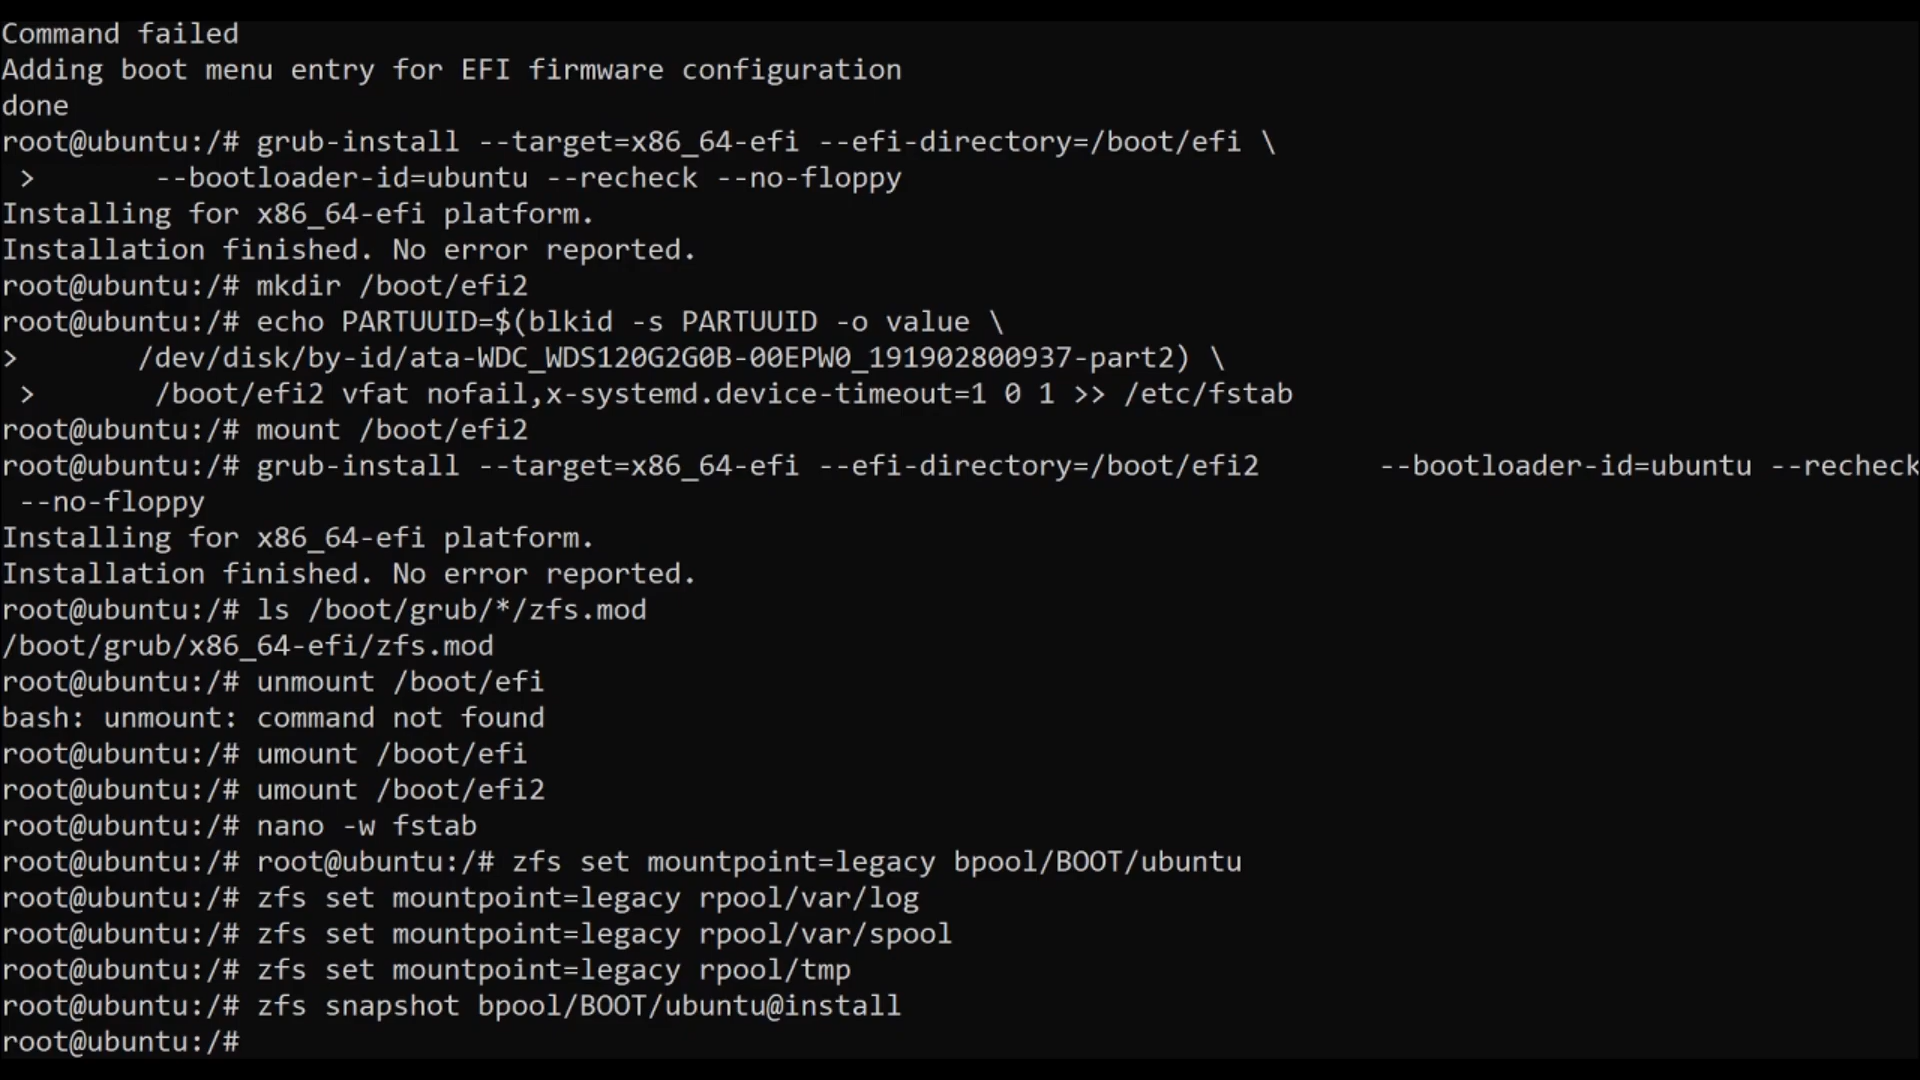 Command failed
Adding boot menu entry for EFI firmware configuration
done
root@ubuntu:/# grub-install --target=x86_64-efi --efi-directory=/boot/efi \
 >       --bootloader-id=ubuntu --recheck --no-floppy
Installing for x86_64-efi platform.
Installation finished. No error reported.
root@ubuntu:/# mkdir /boot/efi2
root@ubuntu:/# echo PARTUUID=$(blkid -s PARTUUID -o value \
>       /dev/disk/by-id/ata-WDC_WDS120G2G0B-00EPW0_191902800937-part2) \
 >       /boot/efi2 vfat nofail,x-systemd.device-timeout=1 0 1 >> /etc/fstab
root@ubuntu:/# mount /boot/efi2
root@ubuntu:/# grub-install --target=x86_64-efi --efi-directory=/boot/efi2       --bootloader-id=ubuntu --recheck
 --no-floppy
Installing for x86_64-efi platform.
Installation finished. No error reported.
root@ubuntu:/# ls /boot/grub/*/zfs.mod
/boot/grub/x86_64-efi/zfs.mod
root@ubuntu:/# unmount /boot/efi
bash: unmount: command not found
root@ubuntu:/# umount /boot/efi
root@ubuntu:/# umount /boot/efi2
root@ubuntu:/# nano -w fstab
root@ubuntu:/# root@ubuntu:/# zfs set mountpoint=legacy bpool/BOOT/ubuntu
root@ubuntu:/# zfs set mountpoint=legacy rpool/var/log
root@ubuntu:/# zfs set mountpoint=legacy rpool/var/spool
root@ubuntu:/# zfs set mountpoint=legacy rpool/tmp
root@ubuntu:/# zfs snapshot bpool/BOOT/ubuntu@install
root@ubuntu:/#